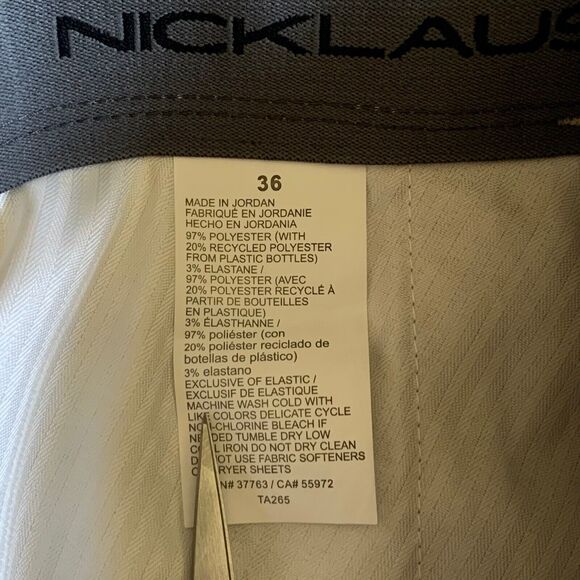 NICKLAUS
36
MADE IN JORDAN
FABRIQUÉ EN JORDANIE
HECHO EN JORDANIA
97% POLYESTER (WITH
20% RECYCLED POLYESTER
FROM PLASTIC BOTTLES)
3% ELASTANE /
97% POLYESTER (AVEC
20% POLYESTER RECICLÉ À
PARTIR DE BOUTEILLES
EN PLASTIQUE)
3% ÉLASTHANNE /
97% poliéster (con
20% poliéster reciclado de
botellas de plástico)
3% elastano
EXCLUSIVE OF ELASTIC /
EXCLUSIF DE ELASTIQUE
MACHINE WASH COLD WITH
LIKE COLORS DELICATE CYCLE
NON-CHLORINE BLEACH IF
NEEDED TUMBLE DRY LOW
COOL IRON DO NOT DRY CLEAN
DO NOT USE FABRIC SOFTENERS
DRYER SHEETS
37763 / CA# 55972
TA265